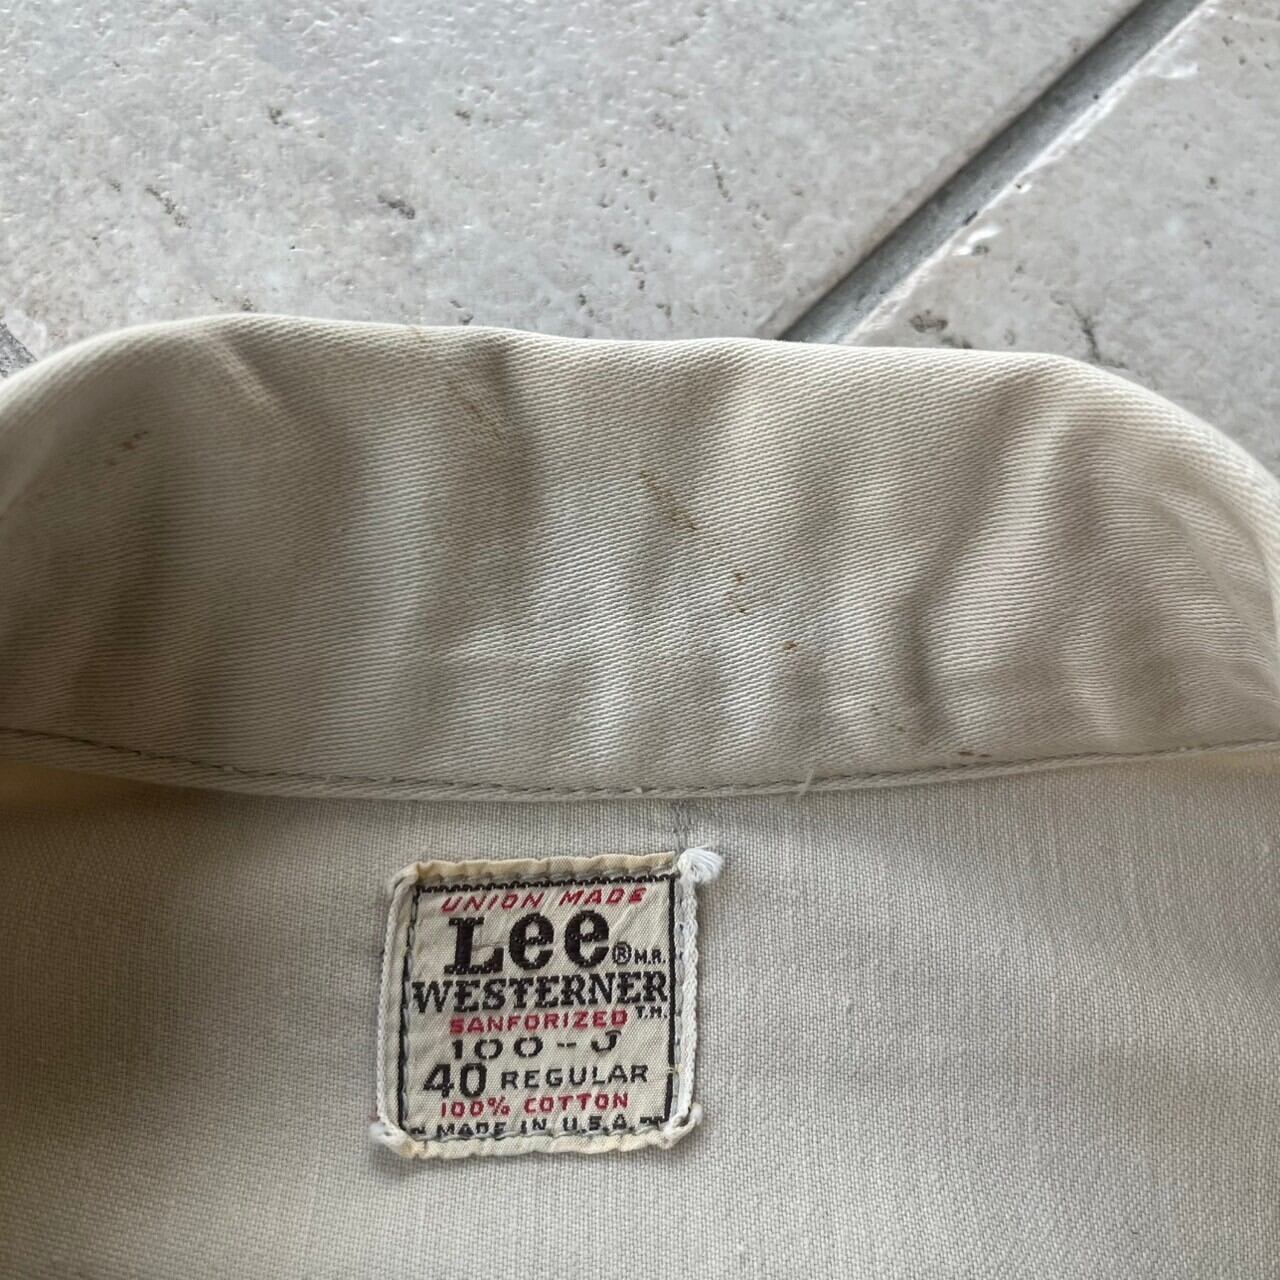 UNION MADE
Lee ® M.R.
WESTERNER
T.M.
SANFORIZED
100-J
40 REGULAR
100% COTTON
MADE IN U.S.A.